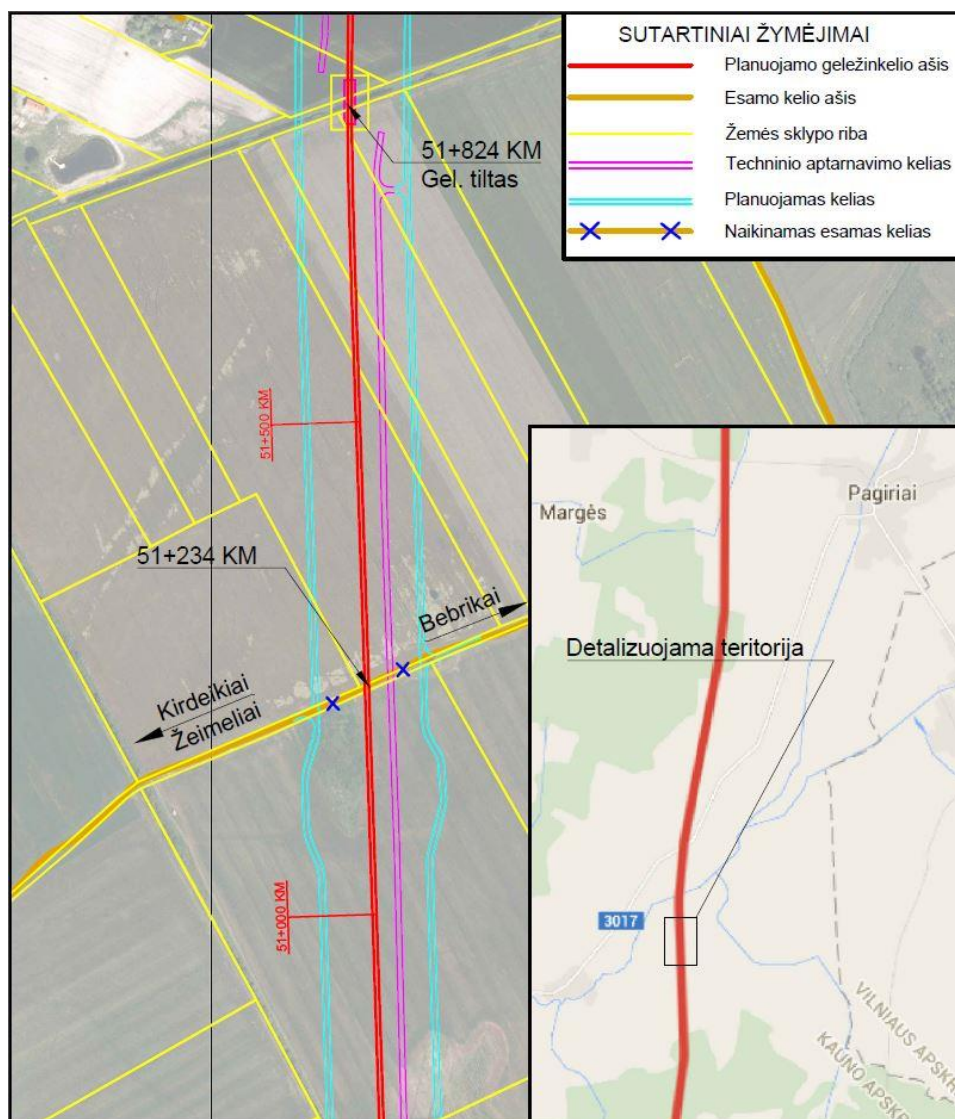 SUTARTINIAI ŽYMĖJIMAI
Planuojamo geležinkelio ašis
Esamo kelio ašis
Žemės sklypo riba
Techninio aptarnavimo kelias
Planuojamas kelias
Naikinamas esamas kelias
51+824 KM
Gel. tiltas
51+500 KM
51+234 KM
Bebrikai
Kirdeikiai
Žeimeliai
51+000 KM
Margės
Pagiriai
Detalizuojama teritorija
3017
VILNIAUS APSKR
KAUNO APSKR